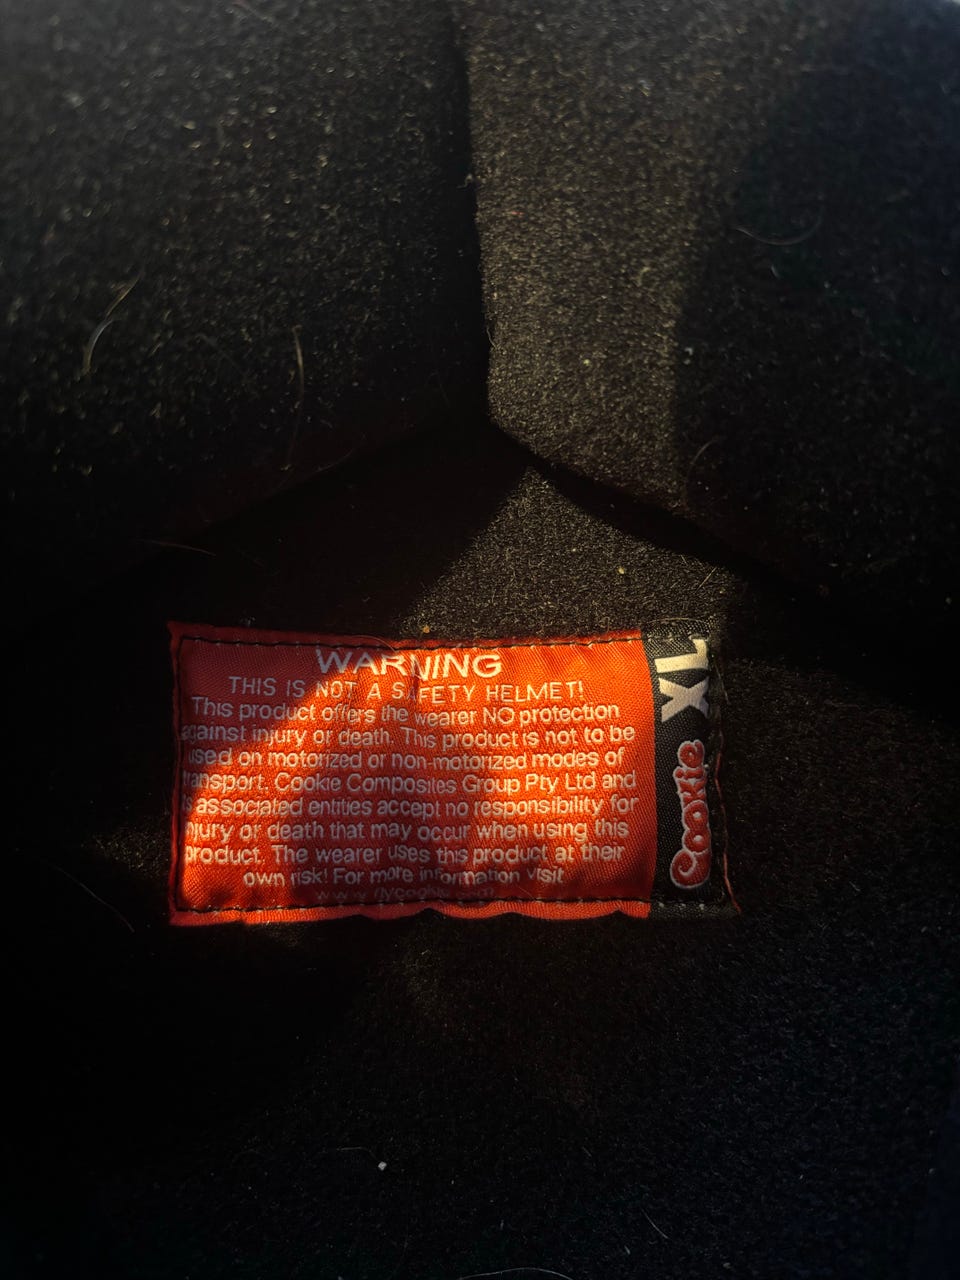 WARNING
THIS IS NOT A SAFETY HELMET!
This product offers the wearer NO protection
against injury or death. This product is not to be
used on motorized or non-motorized modes of
transport. Cookie Composites Group Pty Ltd and
its associated entities accept no responsibility for
injury or death that may occur when using this
product. The wearer uses this product at their
own risk! For more information visit
www.flycookie.com
XL
Cookie